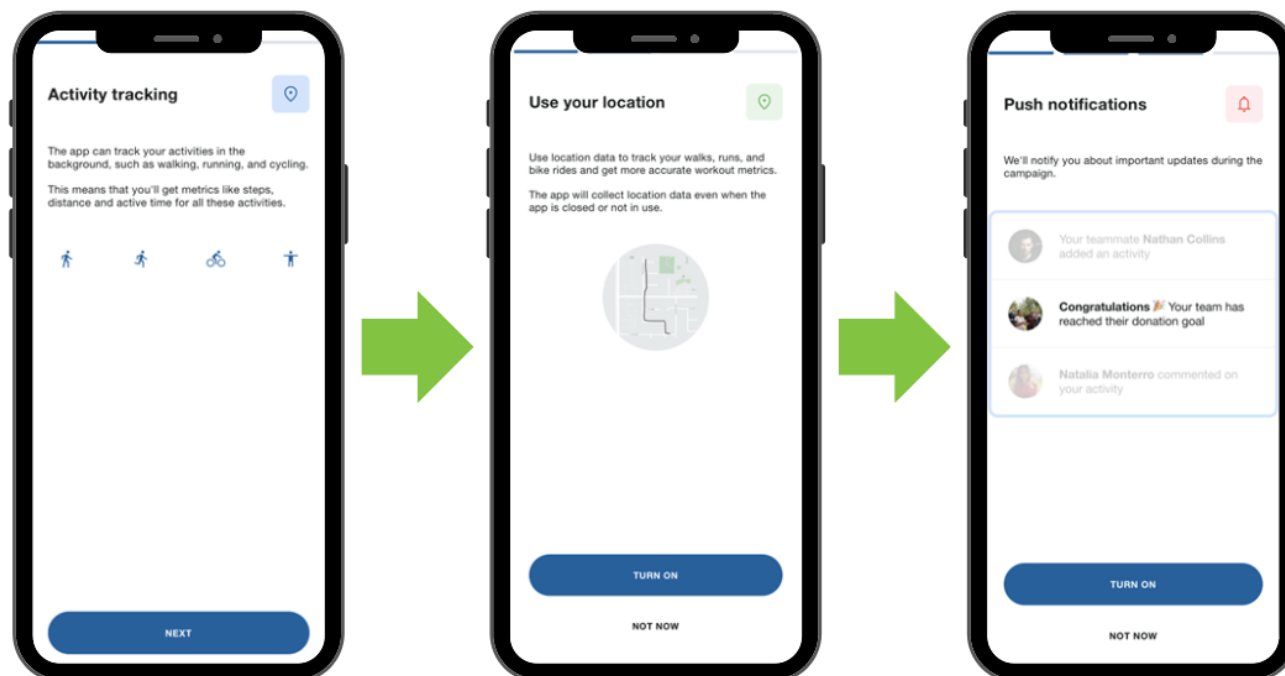 Activity tracking
The app can track your activities in the
background, such as walking, running, and cycling.
This means that you'll get metrics like steps,
distance and active time for all these activities.
NEXT
Use your location
Use location data to track your walks, runs, and
bike rides and get more accurate workout metrics.
The app will collect location data even when the
app is closed or not in use.
TURN ON
NOT NOW
Push notifications
We'll notify you about important updates during the
campaign.
Your teammate Nathan Collins
added an activity
Congratulations 🎉 Your team has
reached their donation goal
Natalia Monterro commented on
your activity
TURN ON
NOT NOW